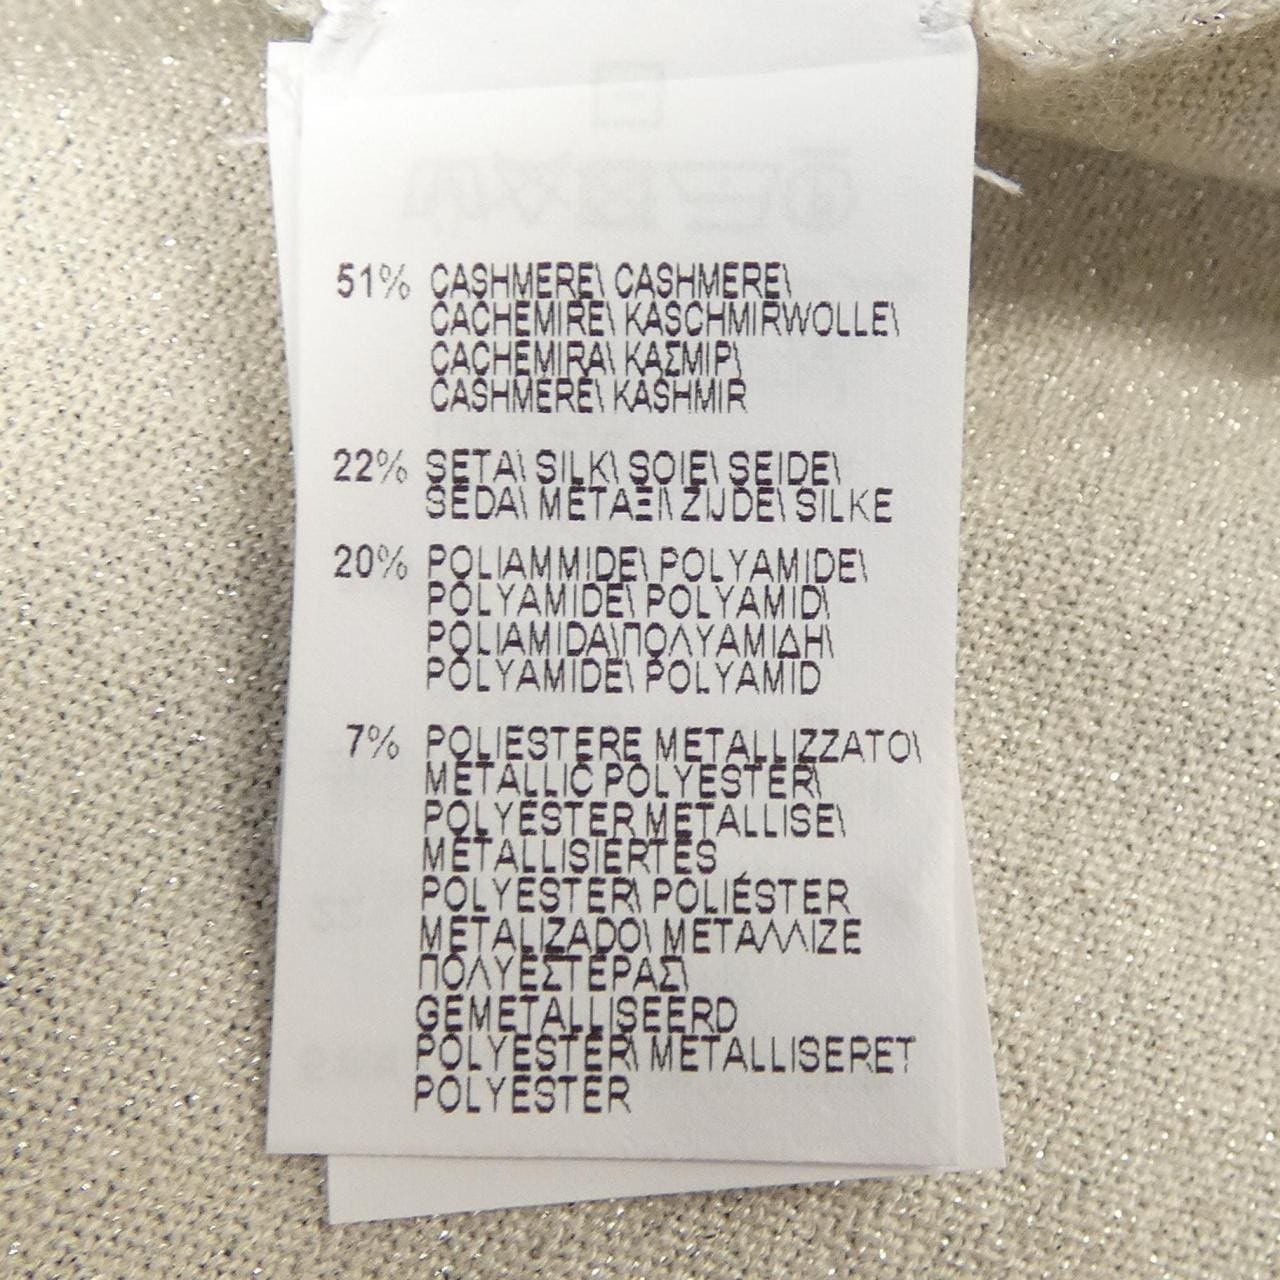 51% CASHMERE\ CASHMERE\
CACHEMIRE\ KASCHMIRWOLLE\
CACHEMIRA\ ΚΑΣΜΙΡ\
CASHMERE\ KASHMIR
22% SETA\ SILK\ SOIE\ SEIDE\
SEDA\ ΜΕΤΑΞΙ\ ZIJDE\ SILKE
20% POLIAMMIDE\ POLYAMIDE\
POLYAMIDE\ POLYAMID\
POLIAMIDA\ΠΟΛΥΑΜΙΔΗ\
POLYAMIDE\ POLYAMID
7% POLIESTERE METALLIZZATO\
METALLIC POLYESTER\
POLYESTER METALLISE\
METALLISIERTES
POLYESTER\ POLIÉSTER
METALIZADO\ ΜΕΤΑΛΛΙΖΕ
ΠΟΛΥΕΣΤΕΡΑΣ\
GEMETALLISEERD
POLYESTER\ METALLISERET
POLYESTER